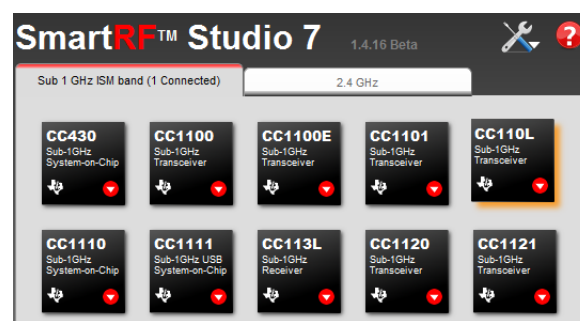 SmartRF™ Studio 7 1.4.16 Beta ?
Sub 1 GHz ISM band (1 Connected) 2.4 GHz
CC430
Sub-1GHz
System-on-Chip
CC1100
Sub-1GHz
Transceiver
CC1100E
Sub-1GHz
Transceiver
CC1101
Sub-1GHz
Transceiver
CC110L
Sub-1GHz
Transceiver
CC1110
Sub-1GHz
System-on-Chip
CC1111
Sub-1GHz USB
System-on-Chip
CC113L
Sub-1GHz
Receiver
CC1120
Sub-1GHz
Transceiver
CC1121
Sub-1GHz
Transceiver